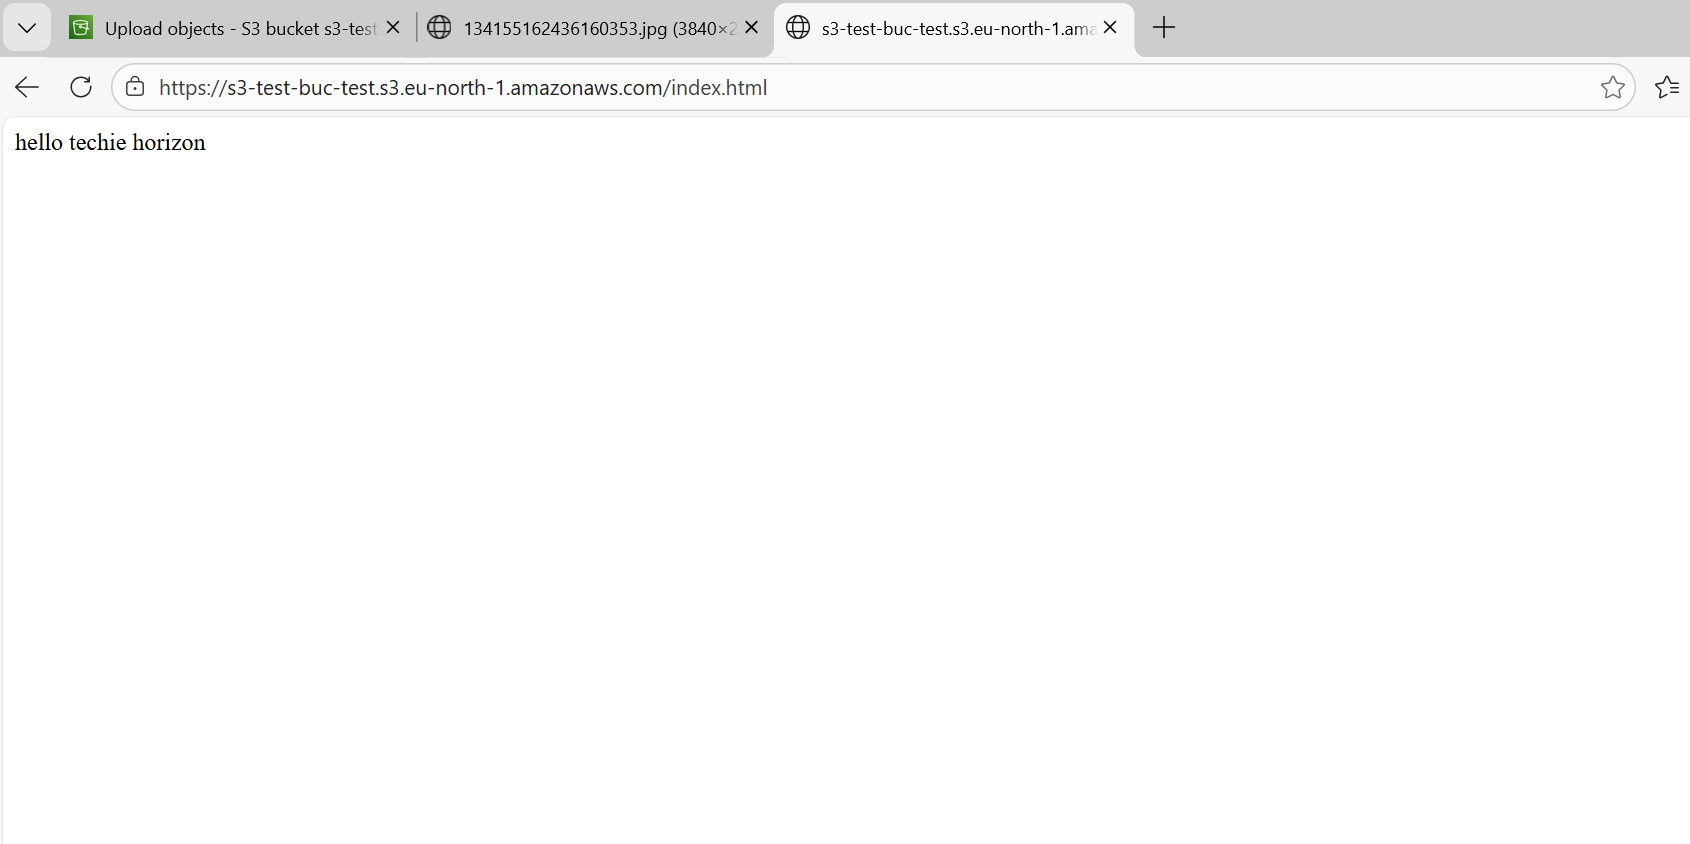 Upload objects - S3 bucket s3-test
134155162436160353.jpg (3840×2
s3-test-buc-test.s3.eu-north-1.ama
https://s3-test-buc-test.s3.eu-north-1.amazonaws.com/index.html
hello techie horizon